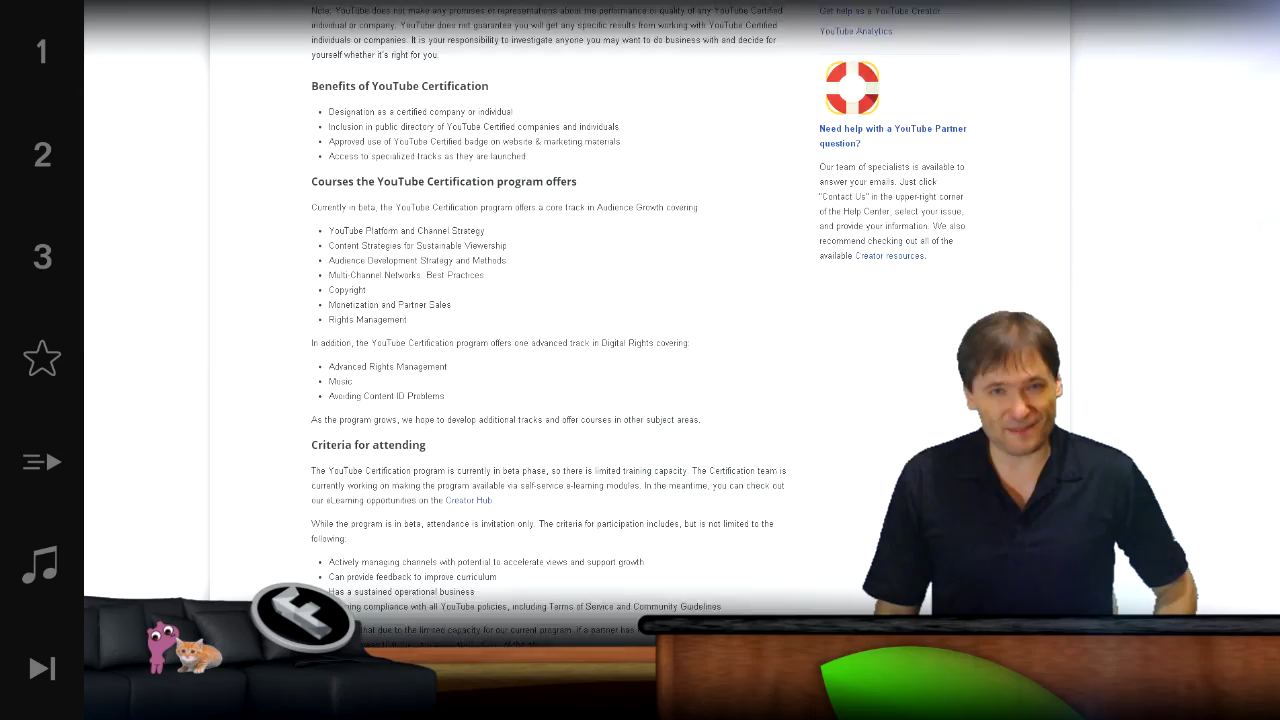 1
2
3
Note: YouTube does not make any promises or representations about the performance or quality of any YouTube Certified
individual or company. YouTube does not guarantee you will get any specific results from working with YouTube Certified
individuals or companies. It is your responsibility to investigate anyone you may want to do business with and decide for
yourself whether it's right for you.
Benefits of YouTube Certification
Designation as a certified company or individual
Inclusion in public directory of YouTube Certified companies and individuals
Approved use of YouTube Certified badge on website & marketing materials
Access to specialized tracks as they are launched
Courses the YouTube Certification program offers
Currently in beta, the YouTube Certification program offers a core track in Audience Growth covering
YouTube Platform and Channel Strategy
Content Strategies for Sustainable Viewership
Audience Development Strategy and Methods
Multi-Channel Networks: Best Practices
Copyright
Monetization and Partner Sales
Rights Management
In addition, the YouTube Certification program offers one advanced track in Digital Rights covering:
Advanced Rights Management
Music
Avoiding Content ID Problems
As the program grows, we hope to develop additional tracks and offer courses in other subject areas.
Criteria for attending
The YouTube Certification program is currently in beta phase, so there is limited training capacity. The Certification team is
currently working on making the program available via self-service e-learning modules. In the meantime, you can check out
our eLearning opportunities on the Creator Hub
While the program is in beta, attendance is invitation only. The criteria for participation includes, but is not limited to the
following:
Actively managing channels with potential to accelerate views and support growth
Can provide feedback to improve curriculum
Has a sustained operational business
compliance with all YouTube policies, including Terms of Service and Community Guidelines
that due to the limited capacity for our current program, if a partner has
Get help as a YouTube Creator
YouTube Analytics
Need help with a YouTube Partner
question?
Our team of specialists is available to
answer your emails. Just click
"Contact Us" in the upper-right corner
of the Help Center, select your issue,
and provide your information. We also
recommend checking out all of the
available Creator resources.